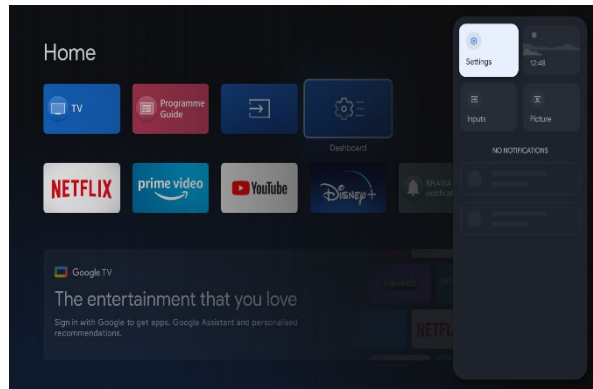 Home
Settings
12:48
TV
Programme
Guide
Dashboard
Inputs
Picture
NO NOTIFICATIONS
NETFLIX
prime video
YouTube
Disney+
BRAVIA
Google TV
The entertainment that you love
Sign in with Google to get apps, Google Assistant and personalised
recommendations.